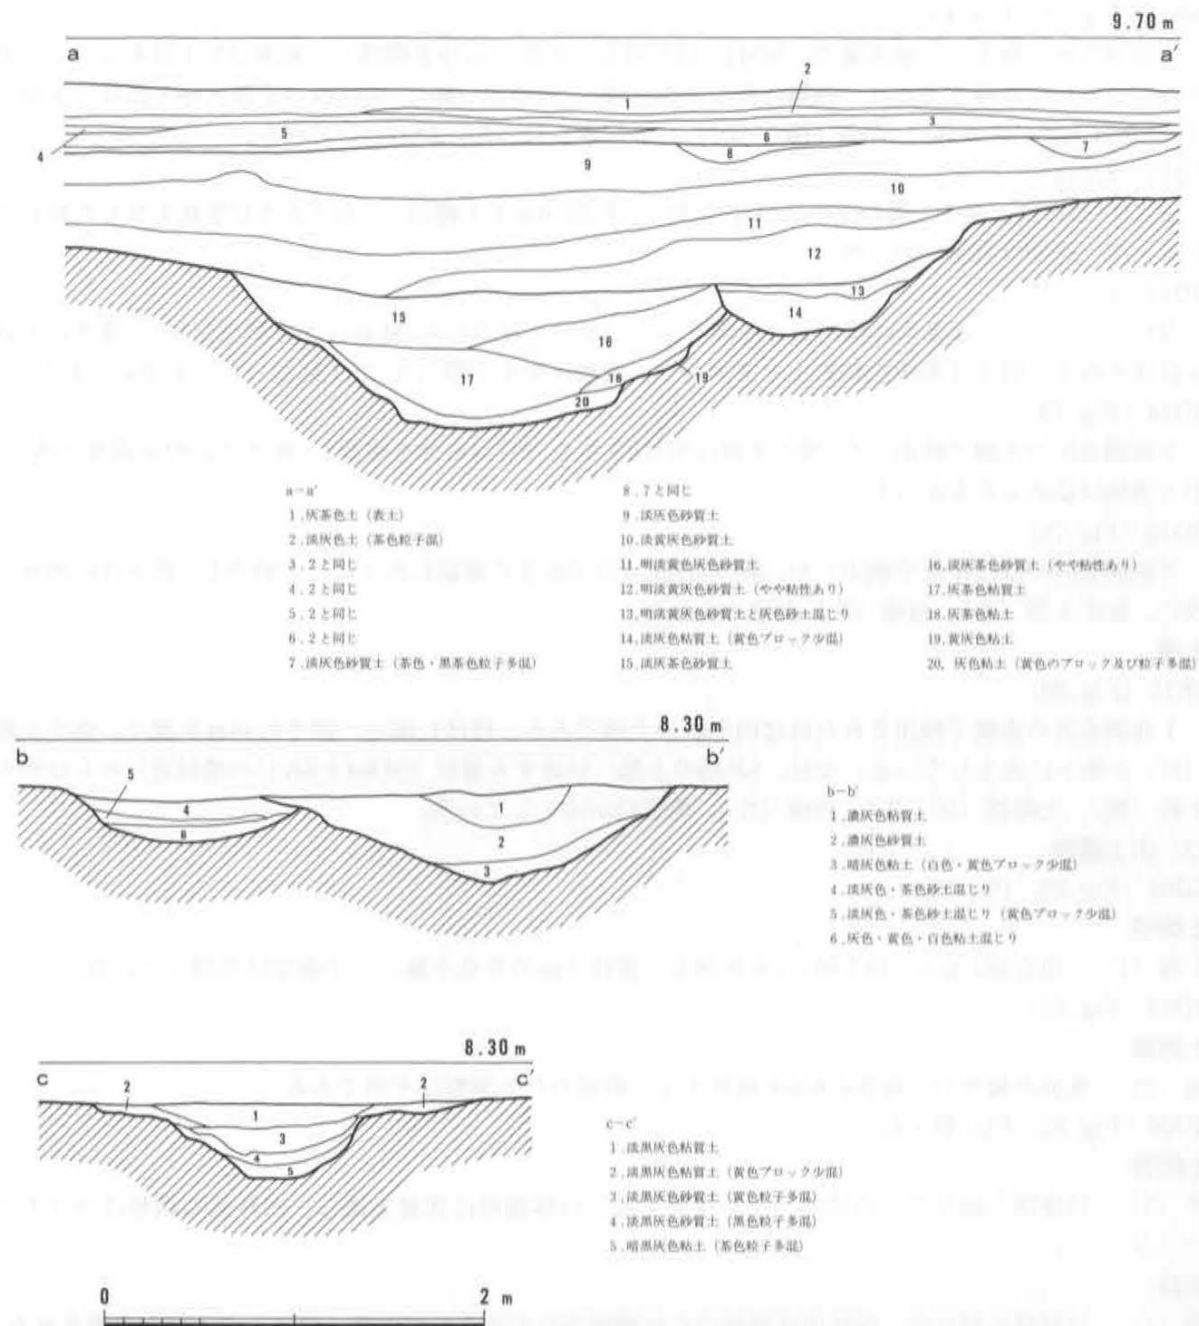 9.70 m
a a′
2
1
3
5
6
4
7
8
9
10
11
12
13
14
15
16
17
18
19
20
a-a′
1.灰茶色土（表土）
2.淡灰色土（茶色粒子混）
3.2と同じ
4.2と同じ
5.2と同じ
6.2と同じ
7.淡灰色砂質土（茶色・黒茶色粒子多混）
8.7と同じ
9.淡灰色砂質土
10.淡黄灰色砂質土
11.明淡黄色灰色砂質土
12.明淡黄灰色砂質土（やや粘性あり）
13.明淡黄灰色砂質土と灰色砂土混じり
14.淡灰色粘質土（黄色ブロック少混）
15.淡灰茶色砂質土
16.淡灰茶色砂質土（やや粘性あり）
17.灰茶色粘質土
18.灰茶色粘土
19.黄灰色粘土
20.灰色粘土（黄色のブロック及び粒子多混）
8.30 m
b b′
5
4
6
1
2
3
b-b′
1.濃灰色粘質土
2.濃灰色砂質土
3.暗灰色粘土（白色・黄色ブロック少混）
4.淡灰色・茶色砂土混じり
5.淡灰色・茶色砂土混じり（黄色ブロック少混）
6.灰色・黄色・白色粘土混じり
8.30 m
c c′
2 2
1
3
4
5
c-c′
1.淡黒灰色粘質土
2.淡黒灰色粘質土（黄色ブロック少混）
3.淡黒灰色砂質土（黄色粒子多混）
4.淡黒灰色砂質土（黒色粒子多混）
5.暗黒灰色粘土（茶色粒子多混）
0 2 m